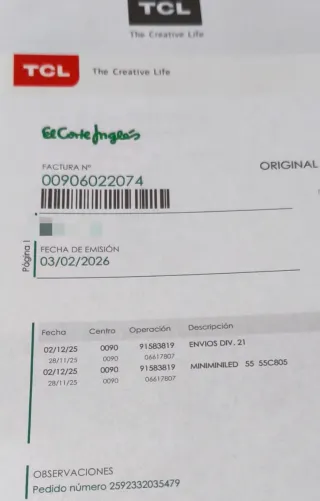 TCL
The Creative Life
TCL The Creative Life
El Corte Inglés
FACTURA Nº ORIGINAL
00906022074
FECHA DE EMISIÓN
03/02/2026
Página 1
Fecha Centro Operación Descripción
02/12/25 0090 91583819 ENVIOS DIV. 21
28/11/25 0090 06617807
02/12/25 0090 91583819 MINIMINILED 55 55C805
28/11/25 0090 06617807
OBSERVACIONES
Pedido número 2592332035479